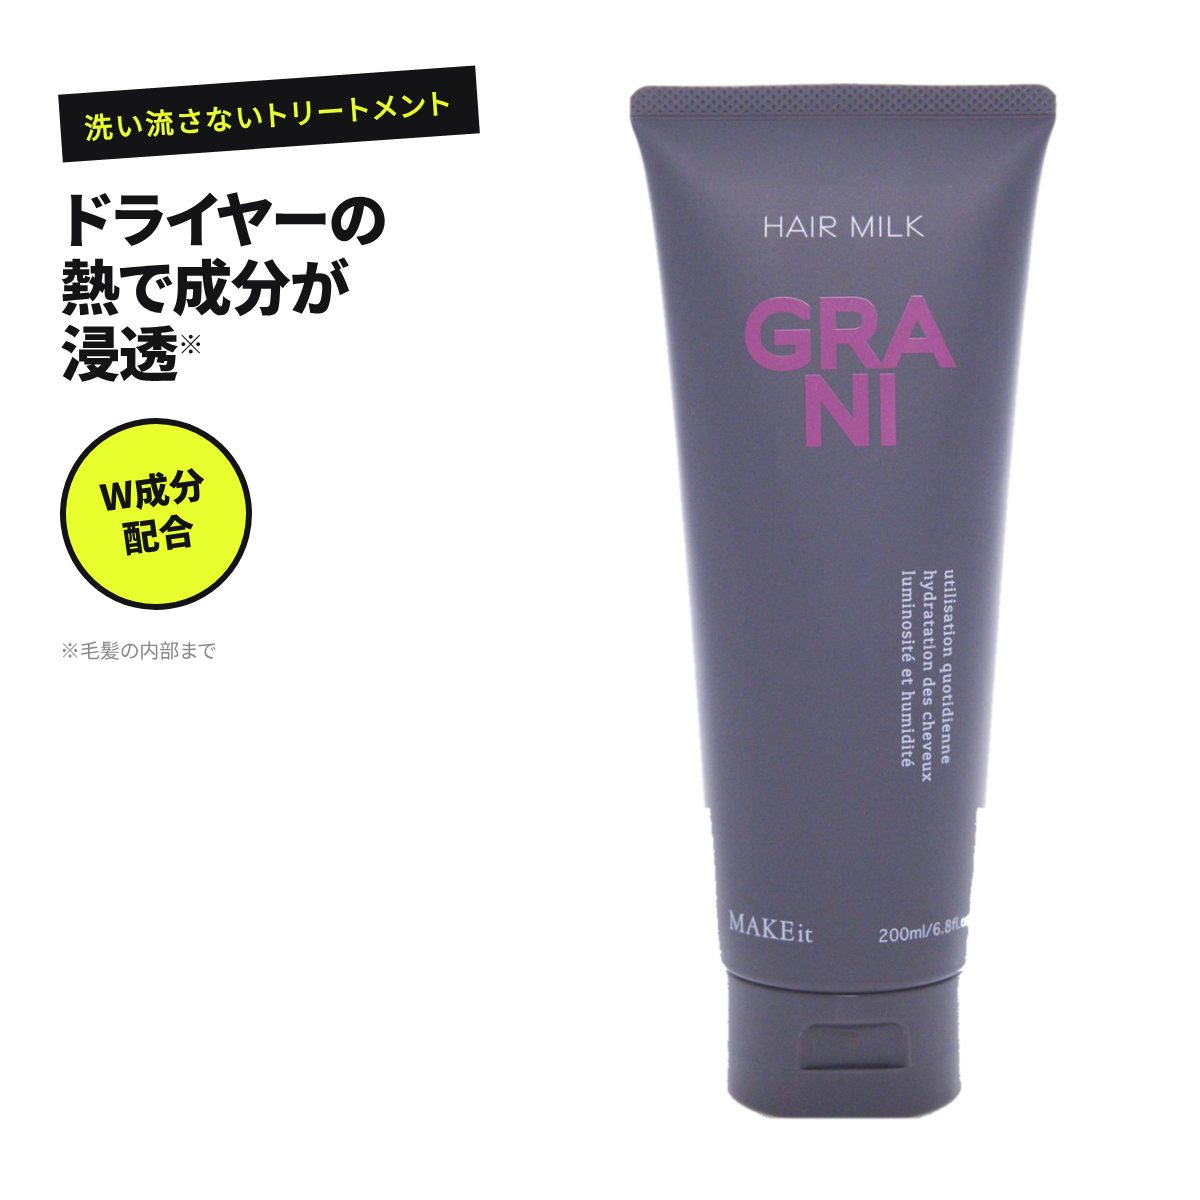 洗い流さないトリートメント
ドライヤーの
熱で成分が
浸透※
W成分
配合
※毛髪の内部まで
HAIR MILK
GRA
NI
utilisation quotidienne
hydratation des cheveux
luminosité et humidité
MAKEit
200ml/6.8fl.